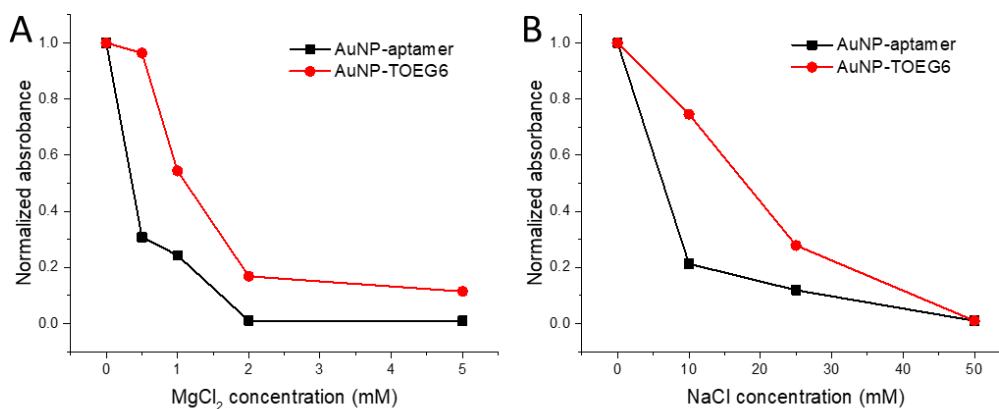 A
AuNP-aptamer
AuNP-TOEG6
Normalized absrobance
1.0
0.8
0.6
0.4
0.2
0.0
0 1 2 3 4 5
MgCl₂ concentration (mM)
B
AuNP-aptamer
AuNP-TOEG6
Normalized absorbance
1.0
0.8
0.6
0.4
0.2
0.0
0 10 20 30 40 50
NaCl concentration (mM)